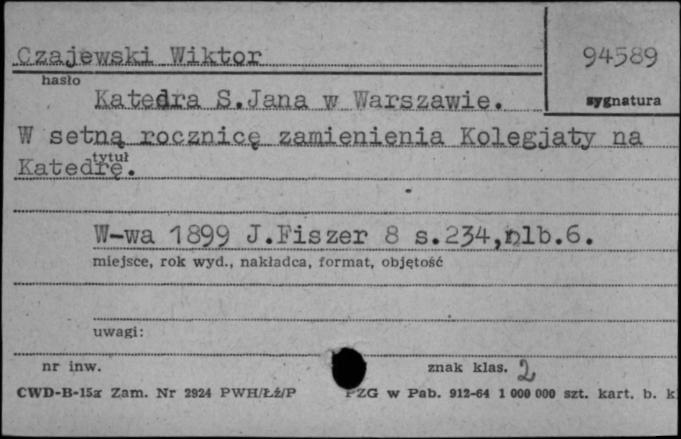 Czajewski Wiktor
94589
hasło
sygnatura
Katedra S.Jana w Warszawie.
W setną rocznicę zamienienia Kolegjaty na
tytuł
Katedrę.
W-wa 1899 J.Fiszer 8 s.234,nlb.6.
miejsce, rok wyd., nakładca, format, objętość
uwagi:
nr inw.
znak klas. 2
CWD-B-15x Zam. Nr 2924 PWH/Łż/P
PZG w Pab. 912-64 1 000 000 szt. kart. b. k